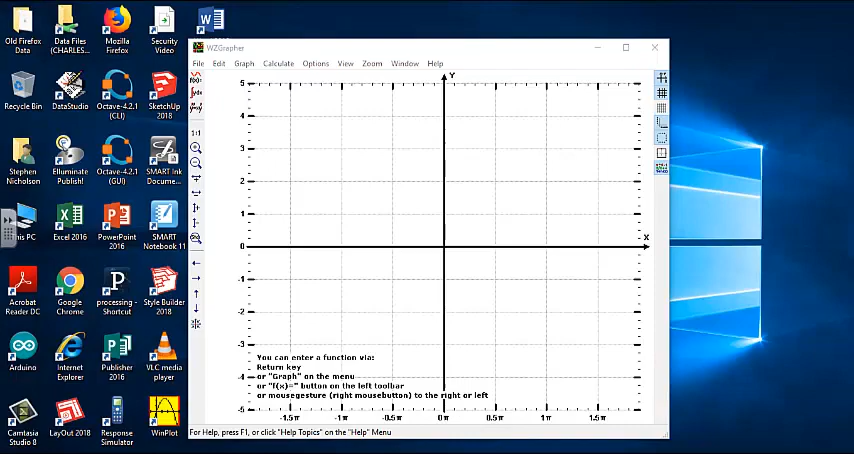 Old Firefox Data
Data Files (CHARLES...
Mozilla Firefox
Security Video
Recycle Bin
DataStudio
Octave-4.2.1 (CLI)
SketchUp 2018
Stephen Nicholson
Elluminate Publish!
Octave-4.2.1 (GUI)
SMART Ink Docume...
his PC
Excel 2016
PowerPoint 2016
SMART Notebook 11
Acrobat Reader DC
Google Chrome
processing - Shortcut
Style Builder 2018
Arduino
Internet Explorer
Publisher 2016
VLC media player
Camtasia Studio 8
LayOut 2018
Response Simulator
WinPlot
WZGrapher
File Edit Graph Calculate Options View Zoom Window Help
f(x)=
∫ydx
1:1
Y
5
4
3
2
1
0
X
-1
-2
-3
-4
-5
You can enter a function via:
Return key
or "Graph" on the menu
or "f(x)=" button on the left toolbar
or mousegesture (right mousebutton) to the right or left
-1.5π -1π -0.5π 0π 0.5π 1π 1.5π
For Help, press F1, or click "Help Topics" on the "Help" Menu